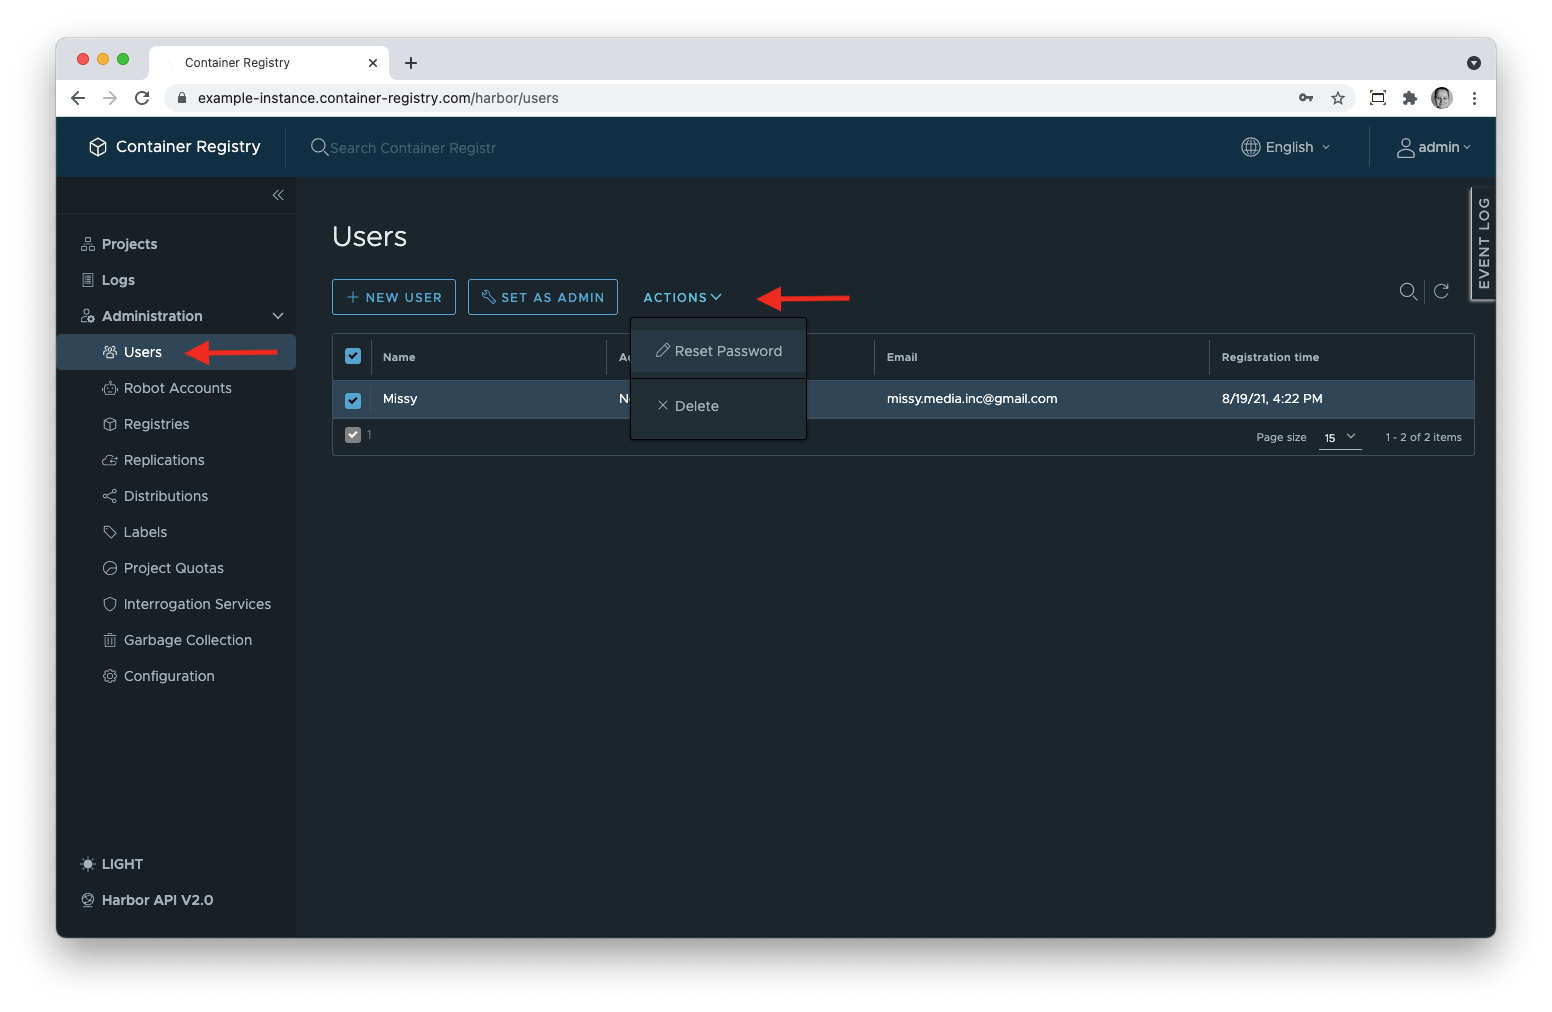 Container Registry
example-instance.container-registry.com/harbor/users
Container Registry
Search Container Registr
English
admin
EVENT LOG
Projects
Logs
Administration
Users
Robot Accounts
Registries
Replications
Distributions
Labels
Project Quotas
Interrogation Services
Garbage Collection
Configuration
LIGHT
Harbor API V2.0
Users
NEW USER
SET AS ADMIN
ACTIONS
Reset Password
Delete
Name
Email
Registration time
Missy
missy.media.inc@gmail.com
8/19/21, 4:22 PM
1
Page size
15
1 - 2 of 2 items